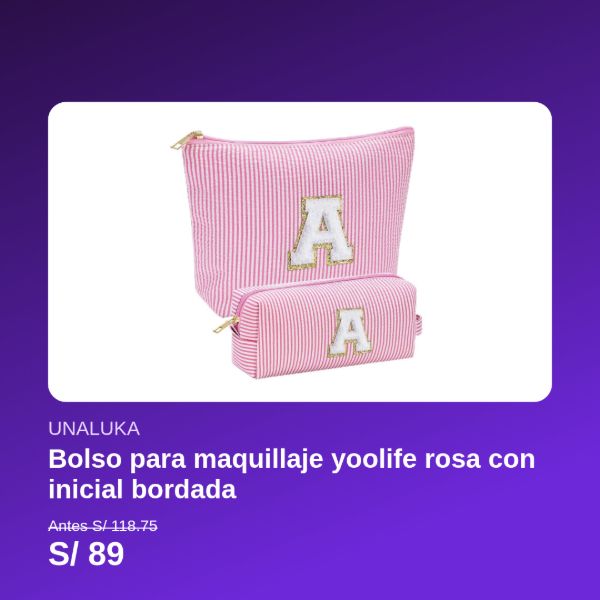 A
A
UNALUKA
Bolso para maquillaje yoolife rosa con
inicial bordada
Antes S/ 118.75
S/ 89